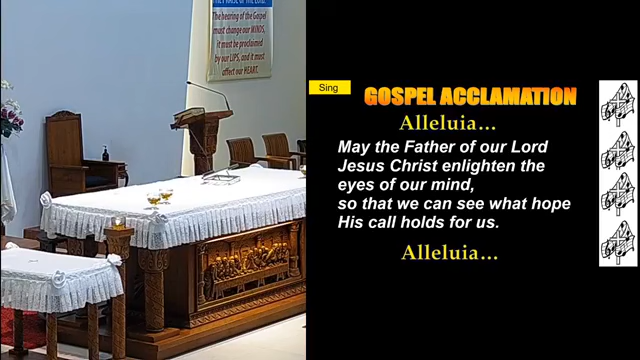 The hearing of the Gospel
must change our MINDS,
it must be proclaimed
by our LIPS, and it must
affect our HEART.
Sing
GOSPEL ACCLAMATION
Alleluia...
May the Father of our Lord
Jesus Christ enlighten the
eyes of our mind,
so that we can see what hope
His call holds for us.
Alleluia...